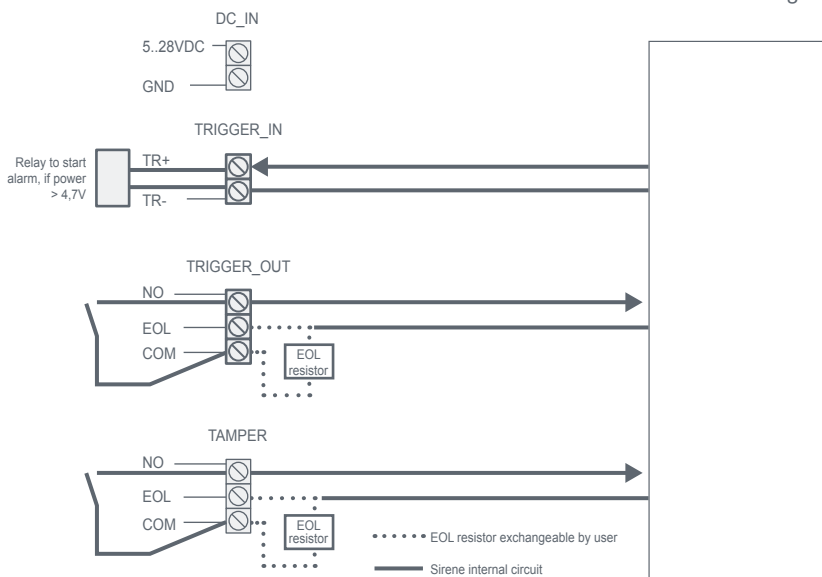 DC_IN
5..28VDC
GND
TRIGGER_IN
Relay to start
alarm, if power
> 4,7V
TR+
TR-
TRIGGER_OUT
NO
EOL
COM
EOL
resistor
TAMPER
NO
EOL
COM
EOL
resistor
EOL resistor exchangeable by user
Sirene internal circuit